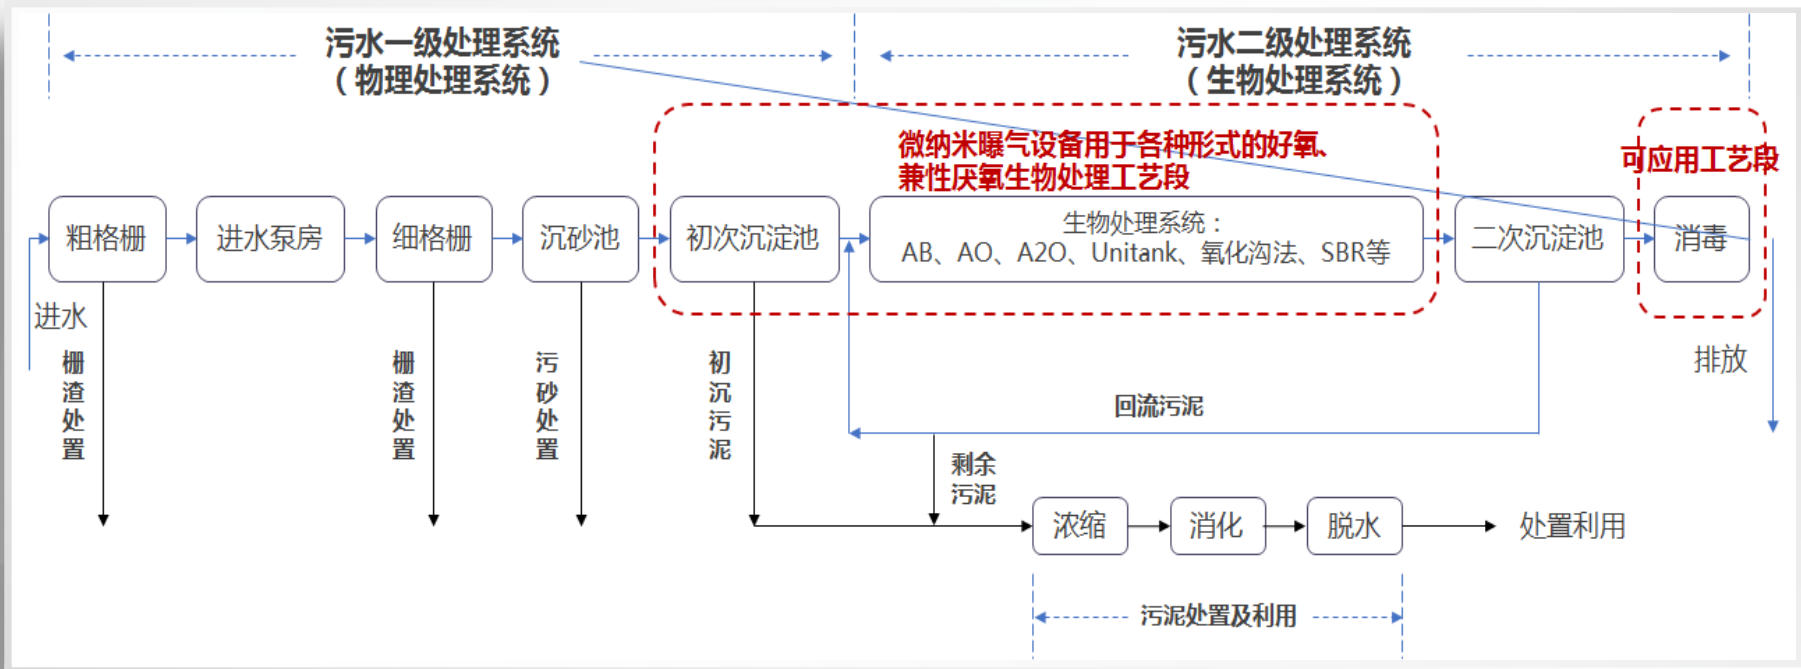 污水一级处理系统
（物理处理系统）
污水二级处理系统
（生物处理系统）
微纳米曝气设备用于各种形式的好氧、
兼性厌氧生物处理工艺段
可应用工艺段
粗格栅
进水泵房
细格栅
沉砂池
初次沉淀池
生物处理系统：
AB、AO、A2O、Unitank、氧化沟法、SBR等
二次沉淀池
消毒
进水
栅渣处置
栅渣处置
污砂处置
初沉污泥
排放
回流污泥
剩余
污泥
浓缩
消化
脱水
处置利用
污泥处置及利用